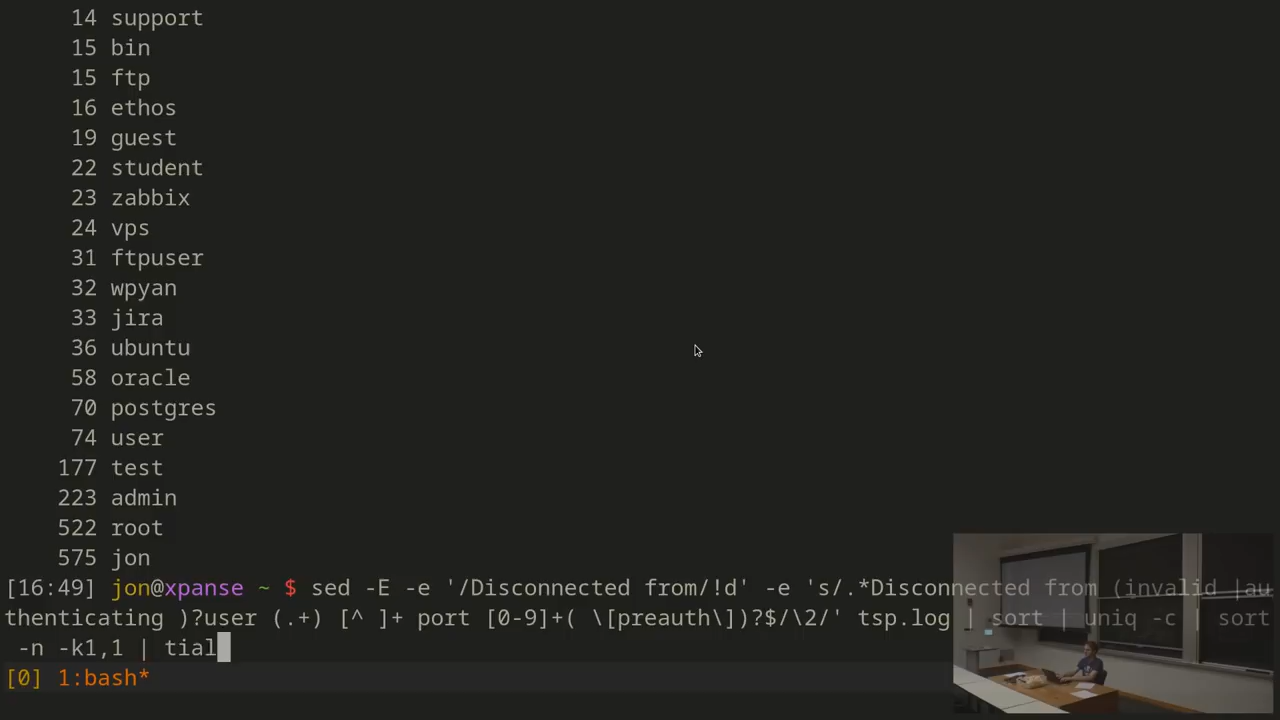 14 support
15 bin
15 ftp
16 ethos
19 guest
22 student
23 zabbix
24 vps
31 ftpuser
32 wpyan
33 jira
36 ubuntu
58 oracle
70 postgres
74 user
177 test
223 admin
522 root
575 jon
[16:49] jon@xpanse ~ $ sed -E -e '/Disconnected from/!d' -e 's/.*Disconnected from (invalid |au
thenticating )?user (.+) [^ ]+ port [0-9]+( \[preauth\])?$/\2/' tsp.log | sort | uniq -c | sort
-n -k1,1 | tial
[0] 1:bash*